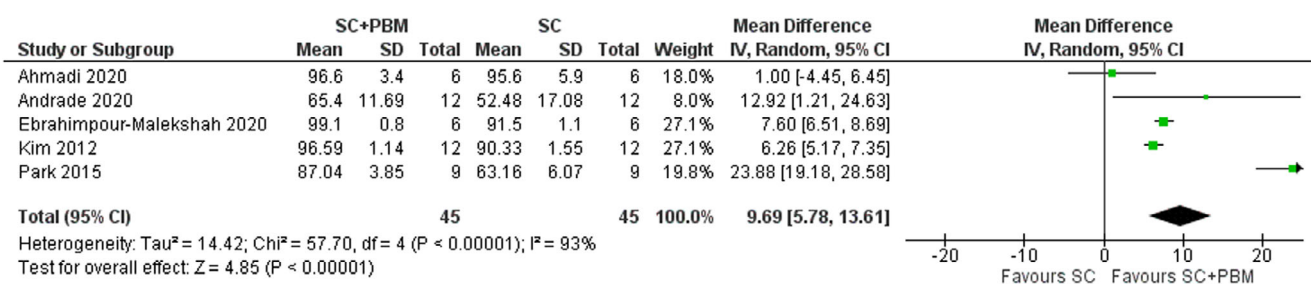 SC+PBM SC Mean Difference Mean Difference
Study or Subgroup Mean SD Total Mean SD Total Weight IV, Random, 95% CI IV, Random, 95% CI
Ahmadi 2020 96.6 3.4 6 95.6 5.9 6 18.0% 1.00 [-4.45, 6.45]
Andrade 2020 65.4 11.69 12 52.48 17.08 12 8.0% 12.92 [1.21, 24.63]
Ebrahimpour-Malekshah 2020 99.1 0.8 6 91.5 1.1 6 27.1% 7.60 [6.51, 8.69]
Kim 2012 96.59 1.14 12 90.33 1.55 12 27.1% 6.26 [5.17, 7.35]
Park 2015 87.04 3.85 9 63.16 6.07 9 19.8% 23.88 [19.18, 28.58]
Total (95% CI) 45 45 100.0% 9.69 [5.78, 13.61]
Heterogeneity: Tau² = 14.42; Chi² = 57.70, df = 4 (P < 0.00001); I² = 93%
Test for overall effect: Z = 4.85 (P < 0.00001)
-20 -10 0 10 20
Favours SC Favours SC+PBM